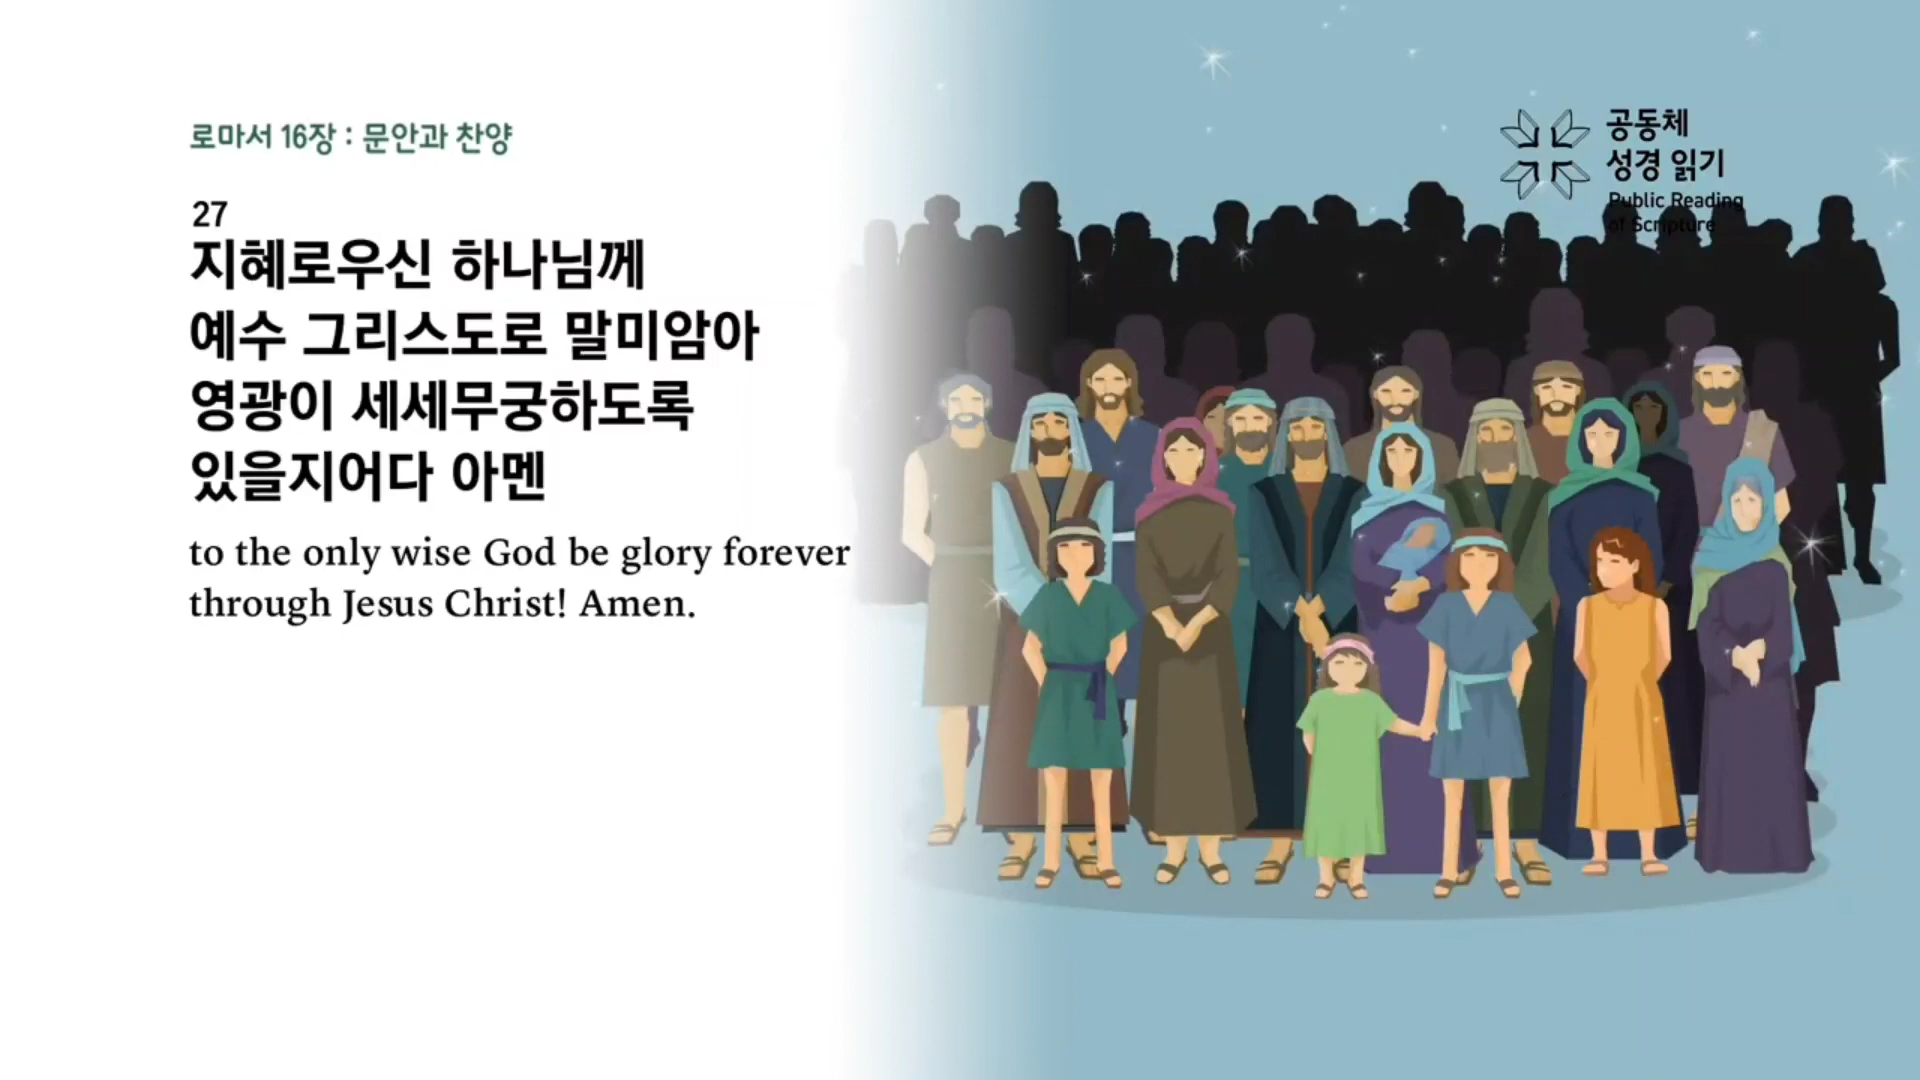 로마서 16장 : 문안과 찬양
27
지혜로우신 하나님께
예수 그리스도로 말미암아
영광이 세세무궁하도록
있을지어다 아멘
to the only wise God be glory forever
through Jesus Christ! Amen.
공동체
성경 읽기
Public Reading
of Scripture